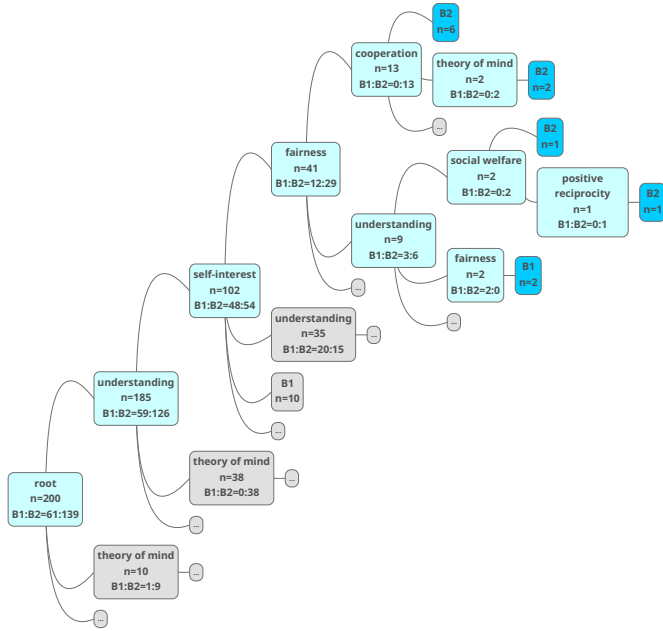 B2
n=6
cooperation
n=13
B1:B2=0:13
theory of mind
n=2
B1:B2=0:2
B2
n=2
...
B2
n=1
fairness
n=41
B1:B2=12:29
social welfare
n=2
B1:B2=0:2
positive
reciprocity
n=1
B1:B2=0:1
B2
n=1
understanding
n=9
B1:B2=3:6
fairness
n=2
B1:B2=2:0
B1
n=2
...
...
self-interest
n=102
B1:B2=48:54
understanding
n=35
B1:B2=20:15
...
B1
n=10
...
understanding
n=185
B1:B2=59:126
theory of mind
n=38
B1:B2=0:38
...
...
root
n=200
B1:B2=61:139
theory of mind
n=10
B1:B2=1:9
...
...